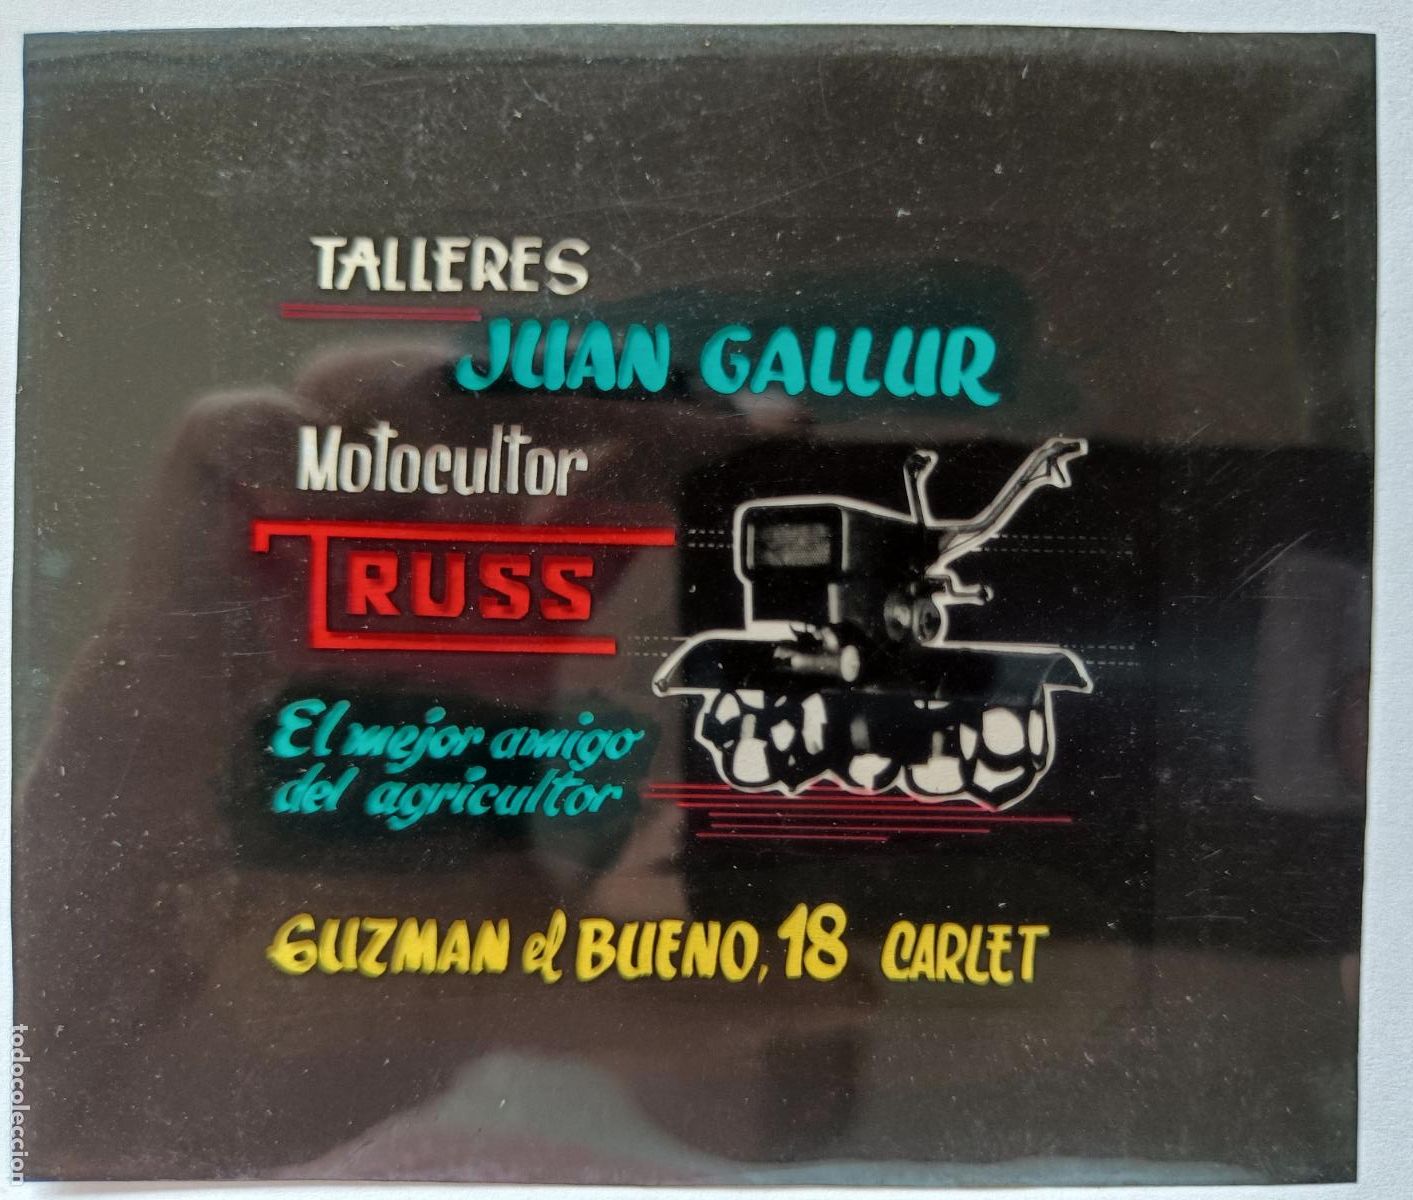 TALLERES
JUAN GALLUR
Motocultor
TRUSS
El mejor amigo
del agricultor
GUZMAN el BUENO, 18 CARLET
todocoleccion